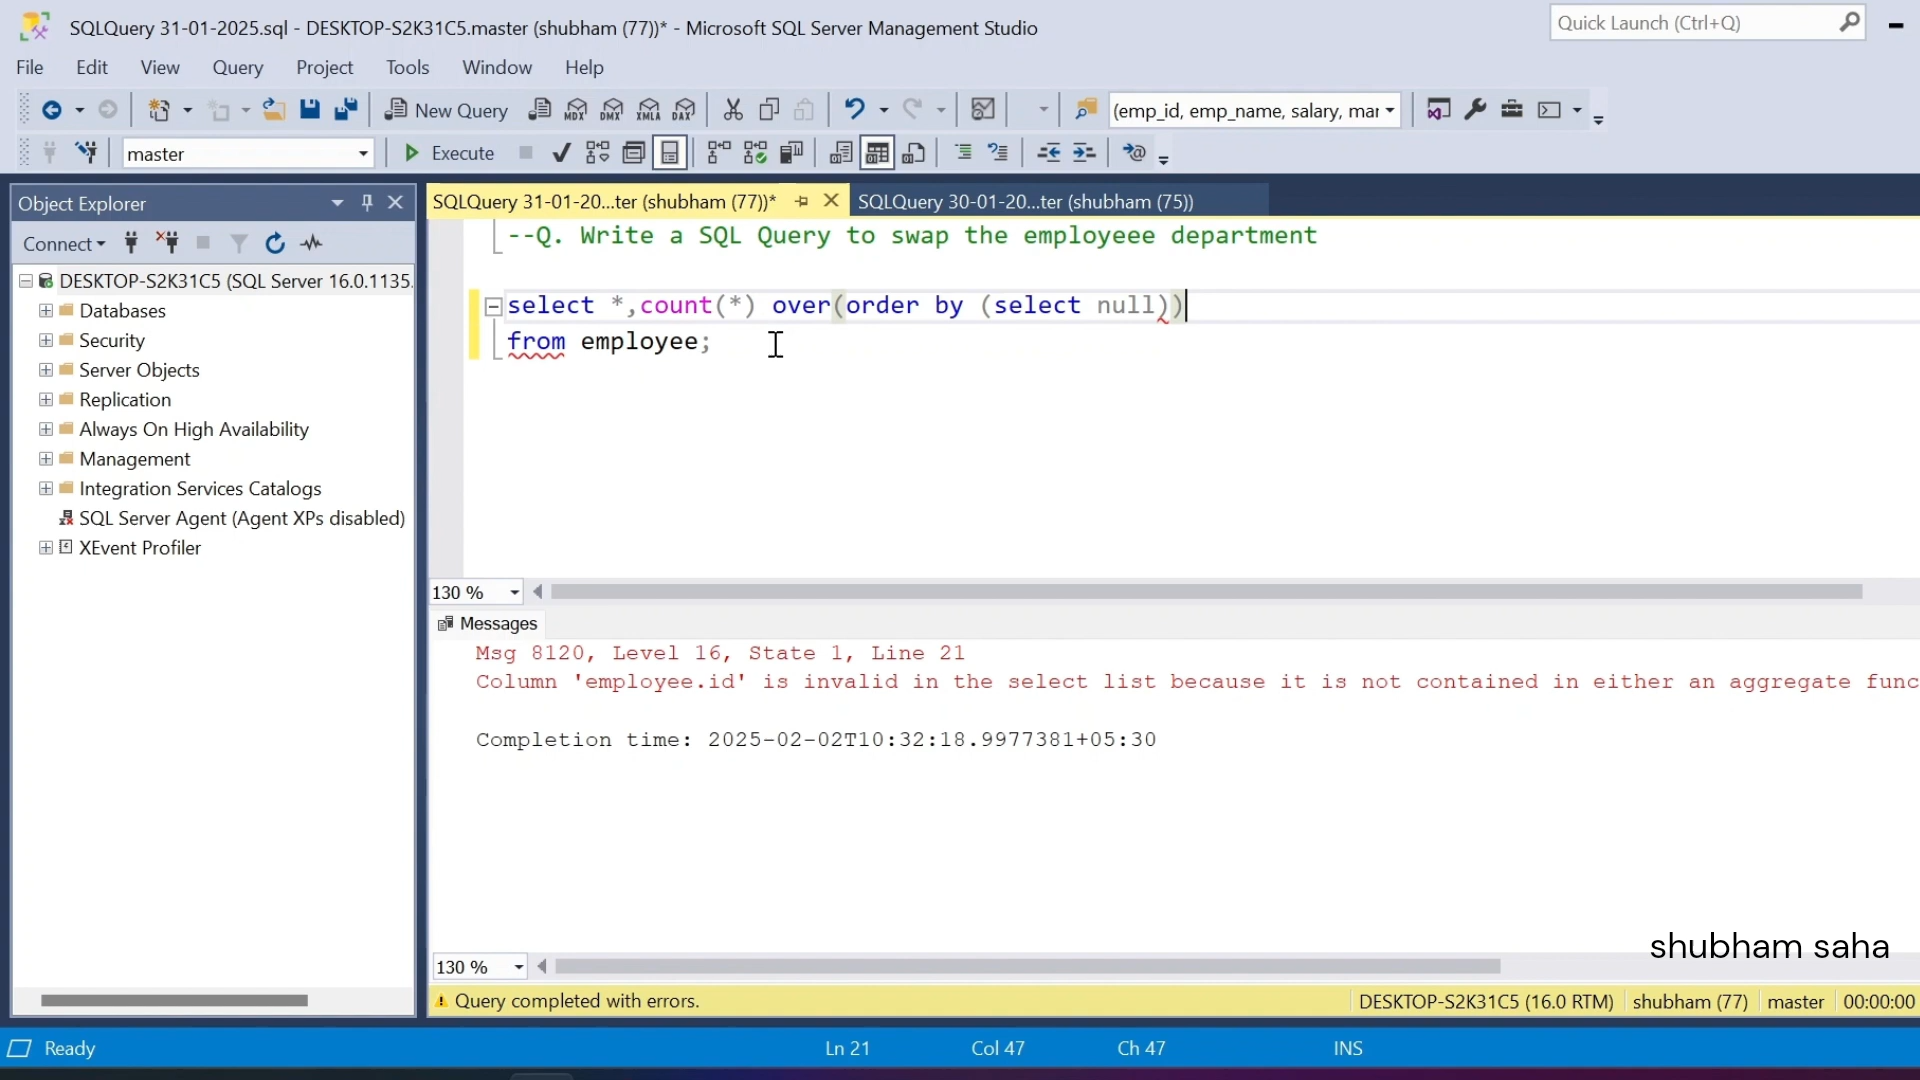 SQLQuery 31-01-2025.sql - DESKTOP-S2K31C5.master (shubham (77))* - Microsoft SQL Server Management Studio
Quick Launch (Ctrl+Q)
File Edit View Query Project Tools Window Help
New Query
MDX DMX XMLA DAX
(emp_id, emp_name, salary, mar
master
Execute
Object Explorer
SQLQuery 31-01-20...ter (shubham (77))*
SQLQuery 30-01-20...ter (shubham (75))
Connect
DESKTOP-S2K31C5 (SQL Server 16.0.1135.
Databases
Security
Server Objects
Replication
Always On High Availability
Management
Integration Services Catalogs
SQL Server Agent (Agent XPs disabled)
XEvent Profiler
--Q. Write a SQL Query to swap the employeee department
select *,count(*) over(order by (select null))
from employee;
130 %
Messages
Msg 8120, Level 16, State 1, Line 21
Column 'employee.id' is invalid in the select list because it is not contained in either an aggregate func
Completion time: 2025-02-02T10:32:18.9977381+05:30
shubham saha
130 %
Query completed with errors.
DESKTOP-S2K31C5 (16.0 RTM)
shubham (77)
master
00:00:00
Ready
Ln 21
Col 47
Ch 47
INS